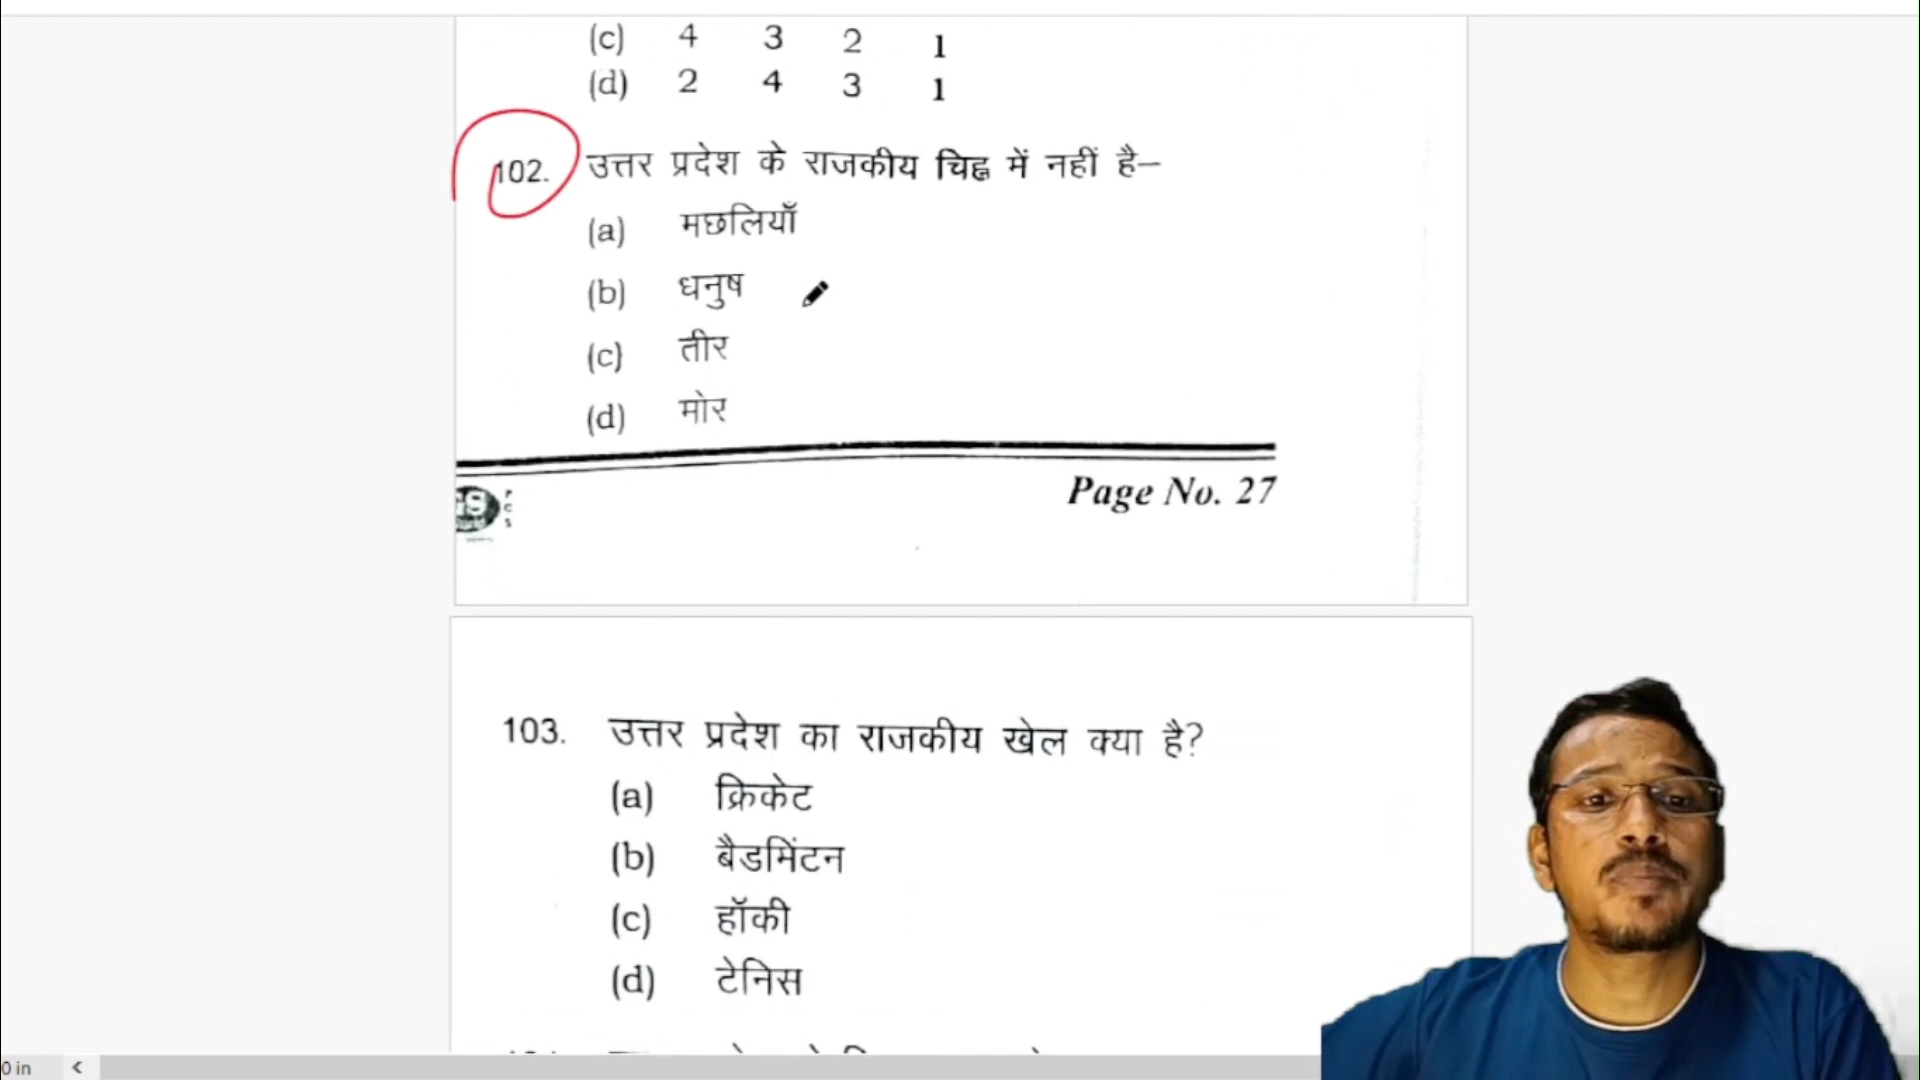 (c) 4 3 2 1
(d) 2 4 3 1
102. उत्तर प्रदेश के राजकीय चिह्न में नहीं है–
(a) मछलियाँ
(b) धनुष
(c) तीर
(d) मोर
Page No. 27
103. उत्तर प्रदेश का राजकीय खेल क्या है?
(a) क्रिकेट
(b) बैडमिंटन
(c) हॉकी
(d) टेनिस
0 in